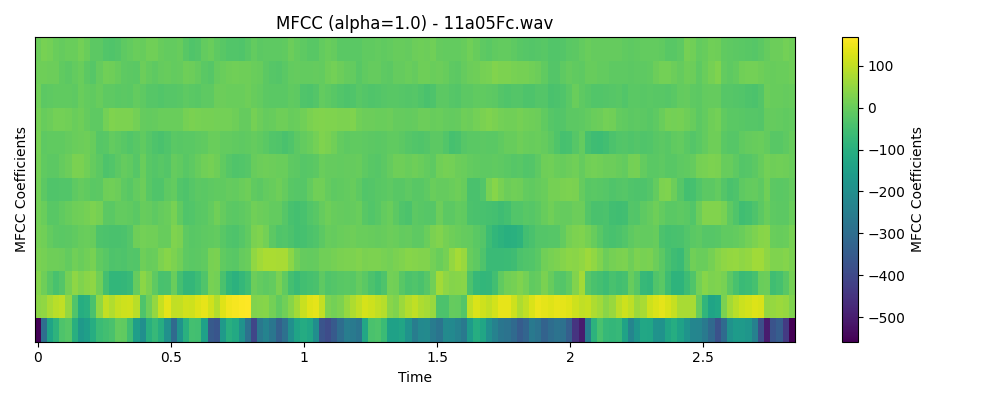 MFCC (alpha=1.0) - 11a05Fc.wav
MFCC Coefficients
0 0.5 1 1.5 2 2.5
Time
100
0
−100
−200
−300
−400
−500
MFCC Coefficients